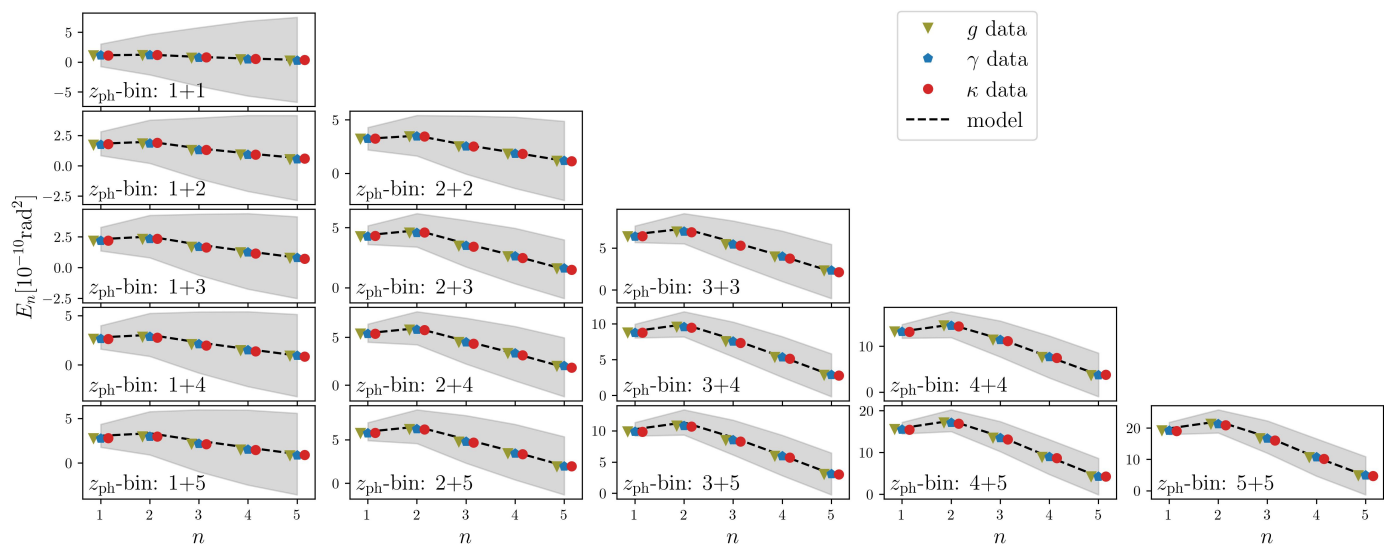 g data
γ data
κ data
model
5
0
−5
z_ph-bin: 1+1
2.5
0.0
−2.5
z_ph-bin: 1+2
5
0
z_ph-bin: 2+2
E_n[10^−10 rad^2]
2.5
0.0
−2.5
z_ph-bin: 1+3
5
0
z_ph-bin: 2+3
5
0
z_ph-bin: 3+3
5
0
z_ph-bin: 1+4
5
0
z_ph-bin: 2+4
10
5
0
z_ph-bin: 3+4
10
0
z_ph-bin: 4+4
5
0
z_ph-bin: 1+5
5
0
z_ph-bin: 2+5
10
5
0
z_ph-bin: 3+5
20
10
0
z_ph-bin: 4+5
20
10
0
z_ph-bin: 5+5
1 2 3 4 5
1 2 3 4 5
1 2 3 4 5
1 2 3 4 5
1 2 3 4 5
n
n
n
n
n